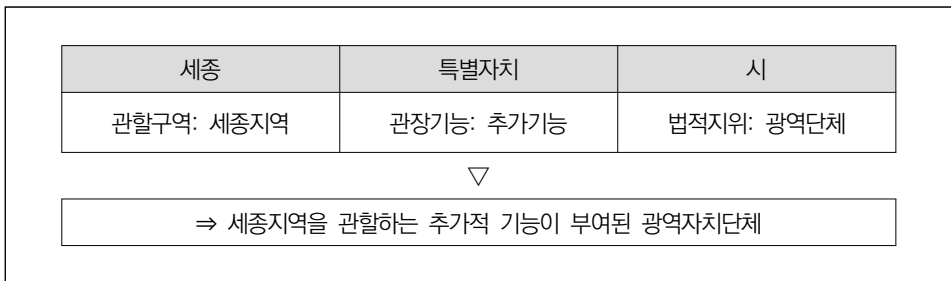 세종 특별자치 시
관할구역: 세종지역 관장기능: 추가기능 법적지위: 광역단체
▽
⇒ 세종지역을 관할하는 추가적 기능이 부여된 광역자치단체